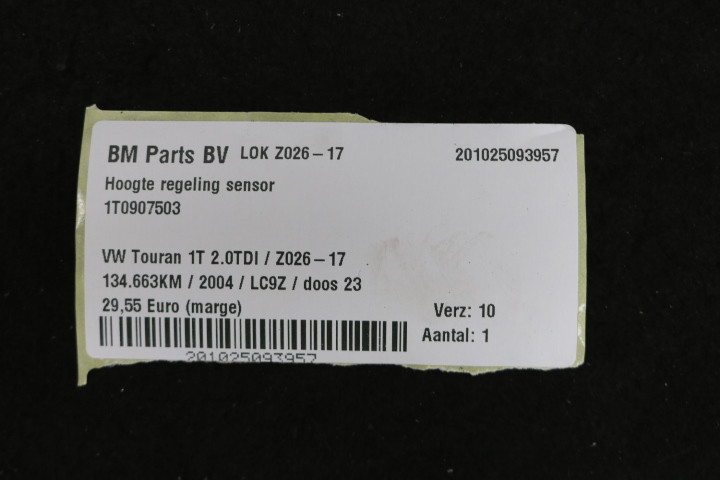 BM Parts BV LOK Z026-17 201025093957
Hoogte regeling sensor
1T0907503
VW Touran 1T 2.0TDI / Z026-17
134.663KM / 2004 / LC9Z / doos 23
29,55 Euro (marge) Verz: 10
Aantal: 1
201025093957